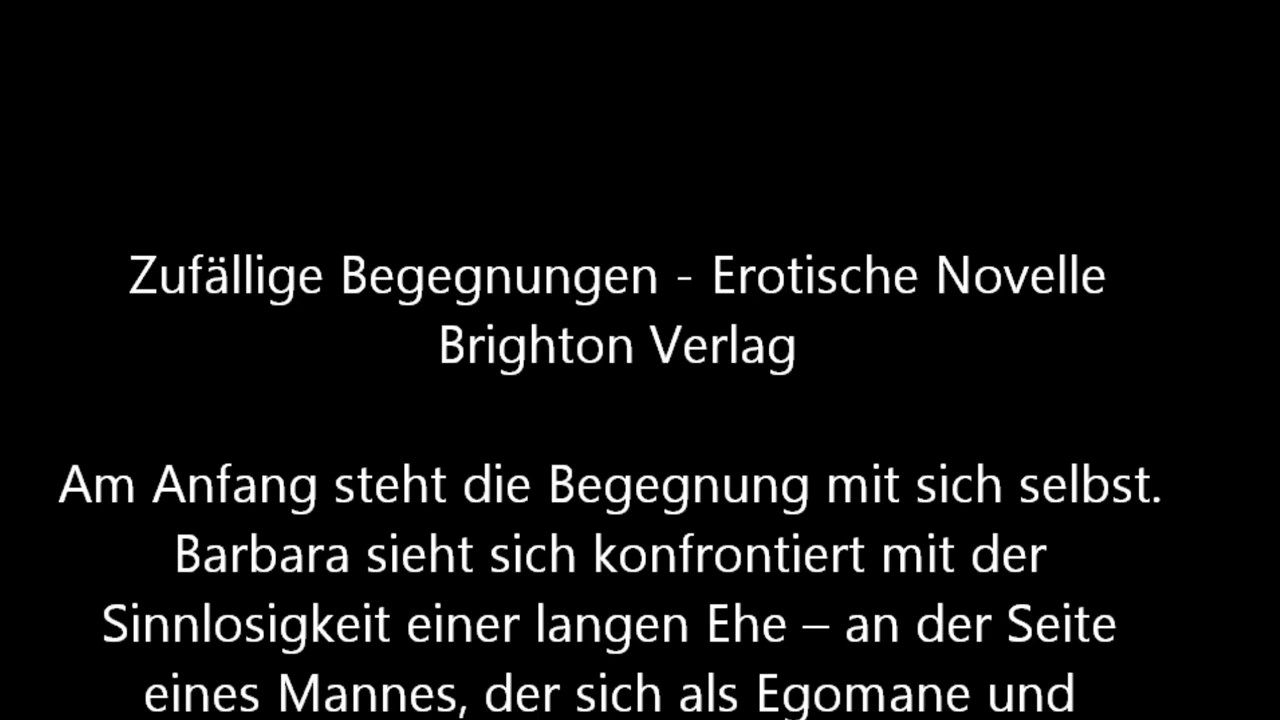 Zufällige Begegnungen - Erotische Novelle
Brighton Verlag
Am Anfang steht die Begegnung mit sich selbst.
Barbara sieht sich konfrontiert mit der
Sinnlosigkeit einer langen Ehe – an der Seite
eines Mannes, der sich als Egomane und